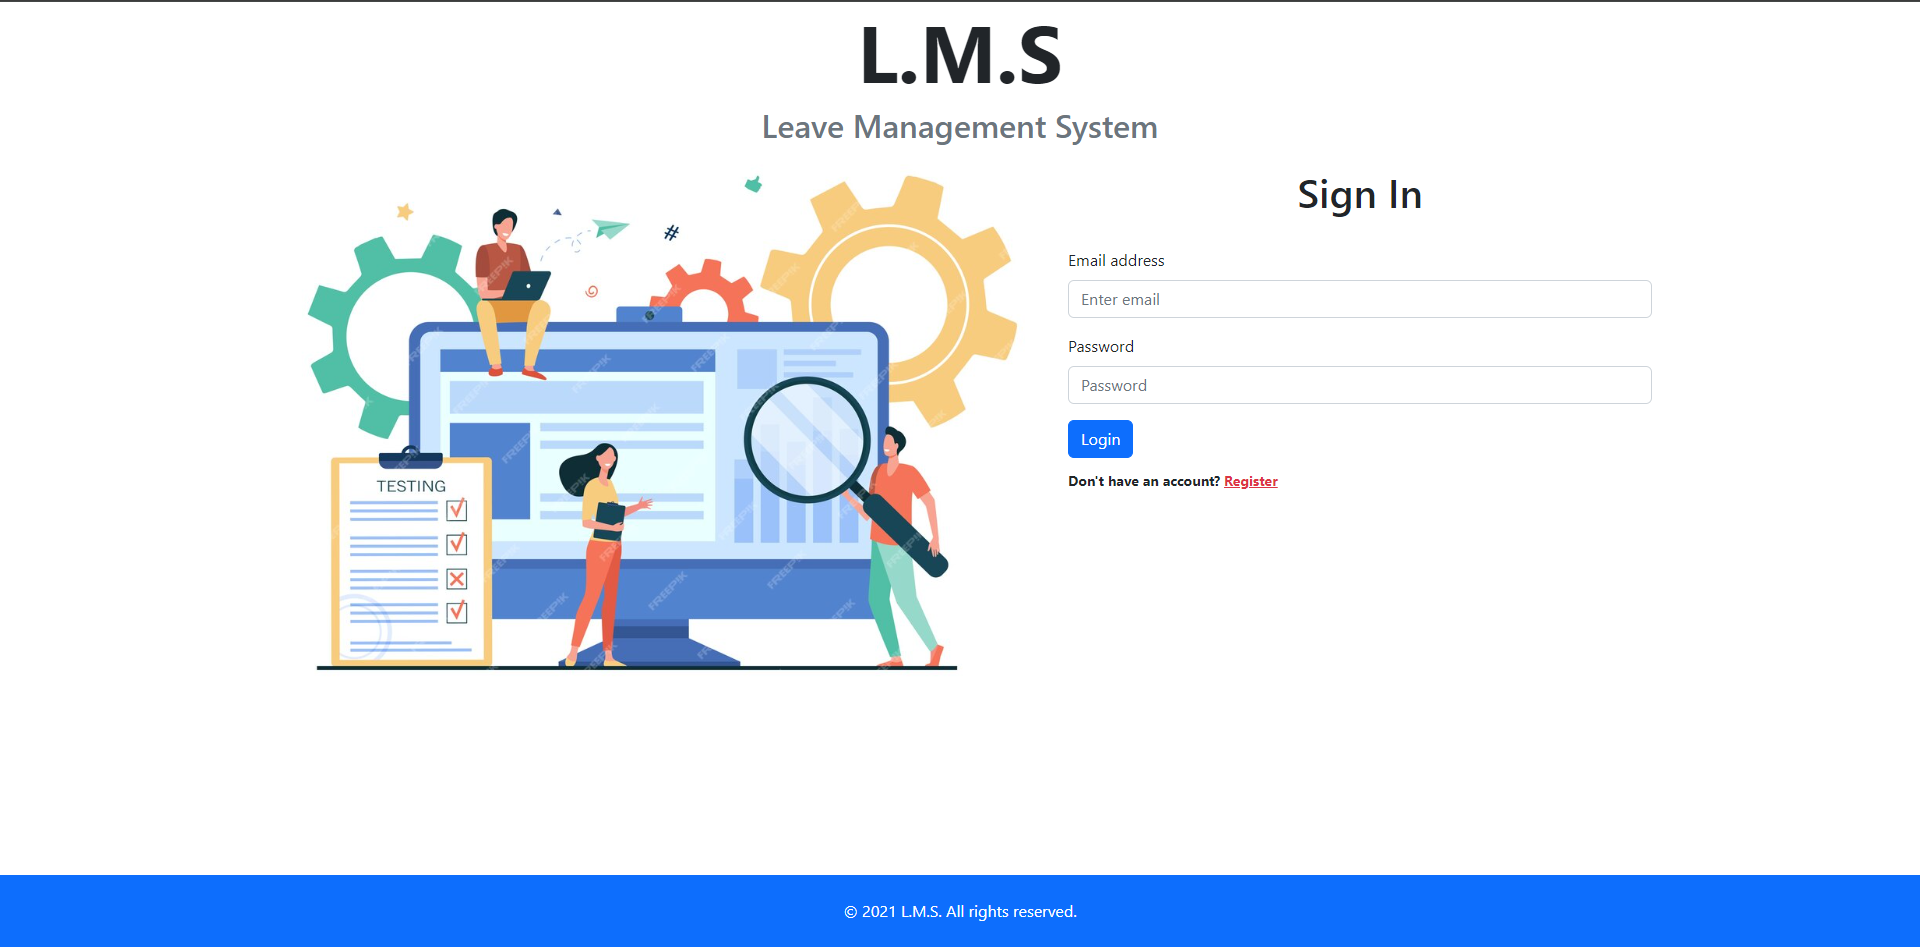 L.M.S
Leave Management System
Sign In
Email address
Enter email
Password
Password
Login
Don't have an account? Register
#
TESTING
FREEPIK
© 2021 L.M.S. All rights reserved.